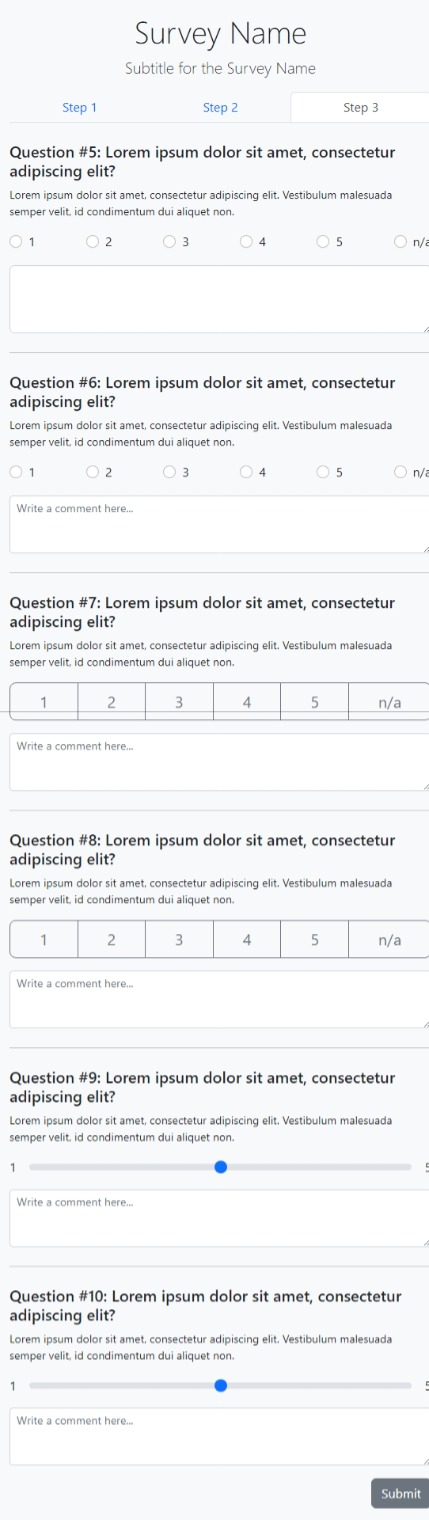 Survey Name
Subtitle for the Survey Name
Step 1 Step 2 Step 3
Question #5: Lorem ipsum dolor sit amet, consectetur
adipiscing elit?
Lorem ipsum dolor sit amet, consectetur adipiscing elit. Vestibulum malesuada
semper velit, id condimentum dui aliquet non.
1 2 3 4 5 n/a
Question #6: Lorem ipsum dolor sit amet, consectetur
adipiscing elit?
Lorem ipsum dolor sit amet, consectetur adipiscing elit. Vestibulum malesuada
semper velit, id condimentum dui aliquet non.
1 2 3 4 5 n/a
Write a comment here...
Question #7: Lorem ipsum dolor sit amet, consectetur
adipiscing elit?
Lorem ipsum dolor sit amet, consectetur adipiscing elit. Vestibulum malesuada
semper velit, id condimentum dui aliquet non.
1 2 3 4 5 n/a
Write a comment here...
Question #8: Lorem ipsum dolor sit amet, consectetur
adipiscing elit?
Lorem ipsum dolor sit amet, consectetur adipiscing elit. Vestibulum malesuada
semper velit, id condimentum dui aliquet non.
1 2 3 4 5 n/a
Write a comment here...
Question #9: Lorem ipsum dolor sit amet, consectetur
adipiscing elit?
Lorem ipsum dolor sit amet, consectetur adipiscing elit. Vestibulum malesuada
semper velit, id condimentum dui aliquet non.
1 5
Write a comment here...
Question #10: Lorem ipsum dolor sit amet, consectetur
adipiscing elit?
Lorem ipsum dolor sit amet, consectetur adipiscing elit. Vestibulum malesuada
semper velit, id condimentum dui aliquet non.
1 5
Write a comment here...
Submit